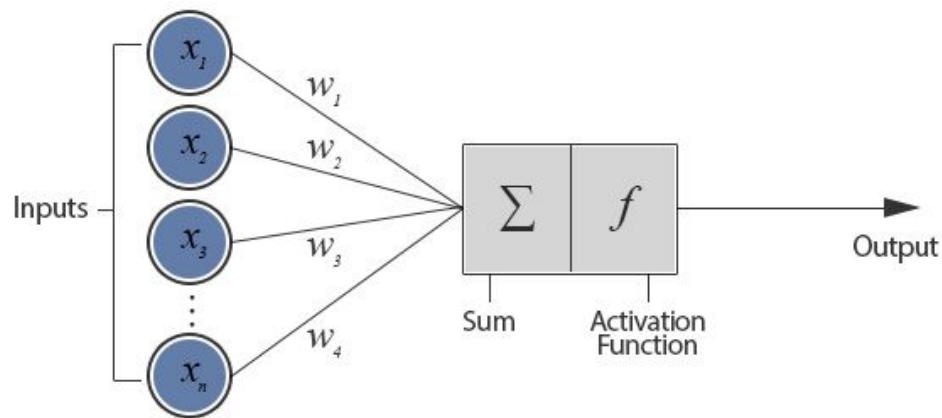 Inputs
x₁
x₂
x₃
xₙ
w₁
w₂
w₃
w₄
∑
f
Sum
Activation
Function
Output